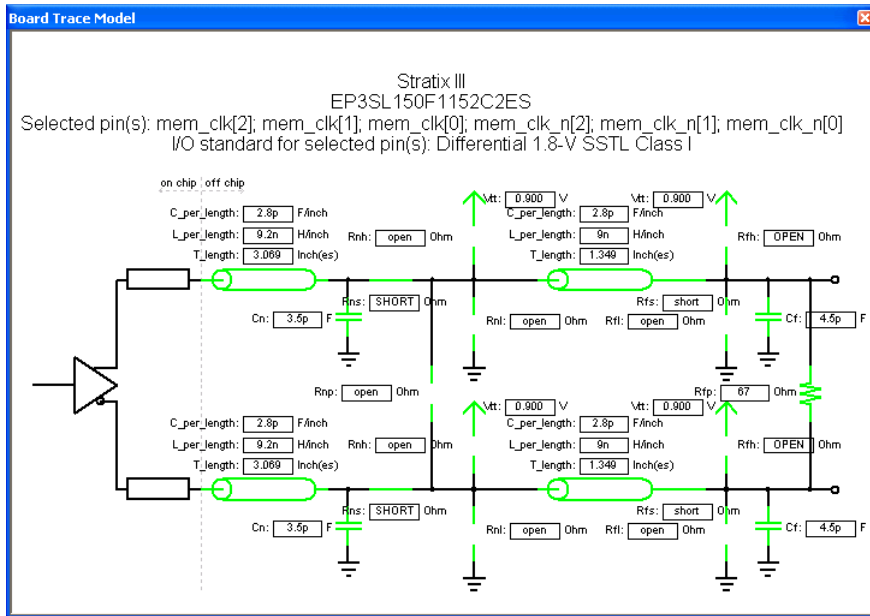 Board Trace Model
Stratix III
EP3SL150F1152C2ES
Selected pin(s): mem_clk[2]; mem_clk[1]; mem_clk[0]; mem_clk_n[2]; mem_clk_n[1]; mem_clk_n[0]
I/O standard for selected pin(s): Differential 1.8-V SSTL Class I
on chip off chip
Vtt: 0.900 V Vtt: 0.900 V
C_per_length: 2.8p F/inch C_per_length: 2.8p F/inch
L_per_length: 9.2n H/inch Rnh: open Ohm L_per_length: 9n H/inch Rfh: OPEN Ohm
T_length: 3.069 Inch(es) T_length: 1.349 Inch(es)
Rns: SHORT Ohm Rfs: short Ohm
Cn: 3.5p F Rnl: open Ohm Rfl: open Ohm Cf: 4.5p F
Rnp: open Ohm Rfp: 67 Ohm
Vtt: 0.900 V Vtt: 0.900 V
C_per_length: 2.8p F/inch C_per_length: 2.8p F/inch
L_per_length: 9.2n H/inch Rnh: open Ohm L_per_length: 9n H/inch Rfh: OPEN Ohm
T_length: 3.069 Inch(es) T_length: 1.349 Inch(es)
Rns: SHORT Ohm Rfs: short Ohm
Cn: 3.5p F Rnl: open Ohm Rfl: open Ohm Cf: 4.5p F